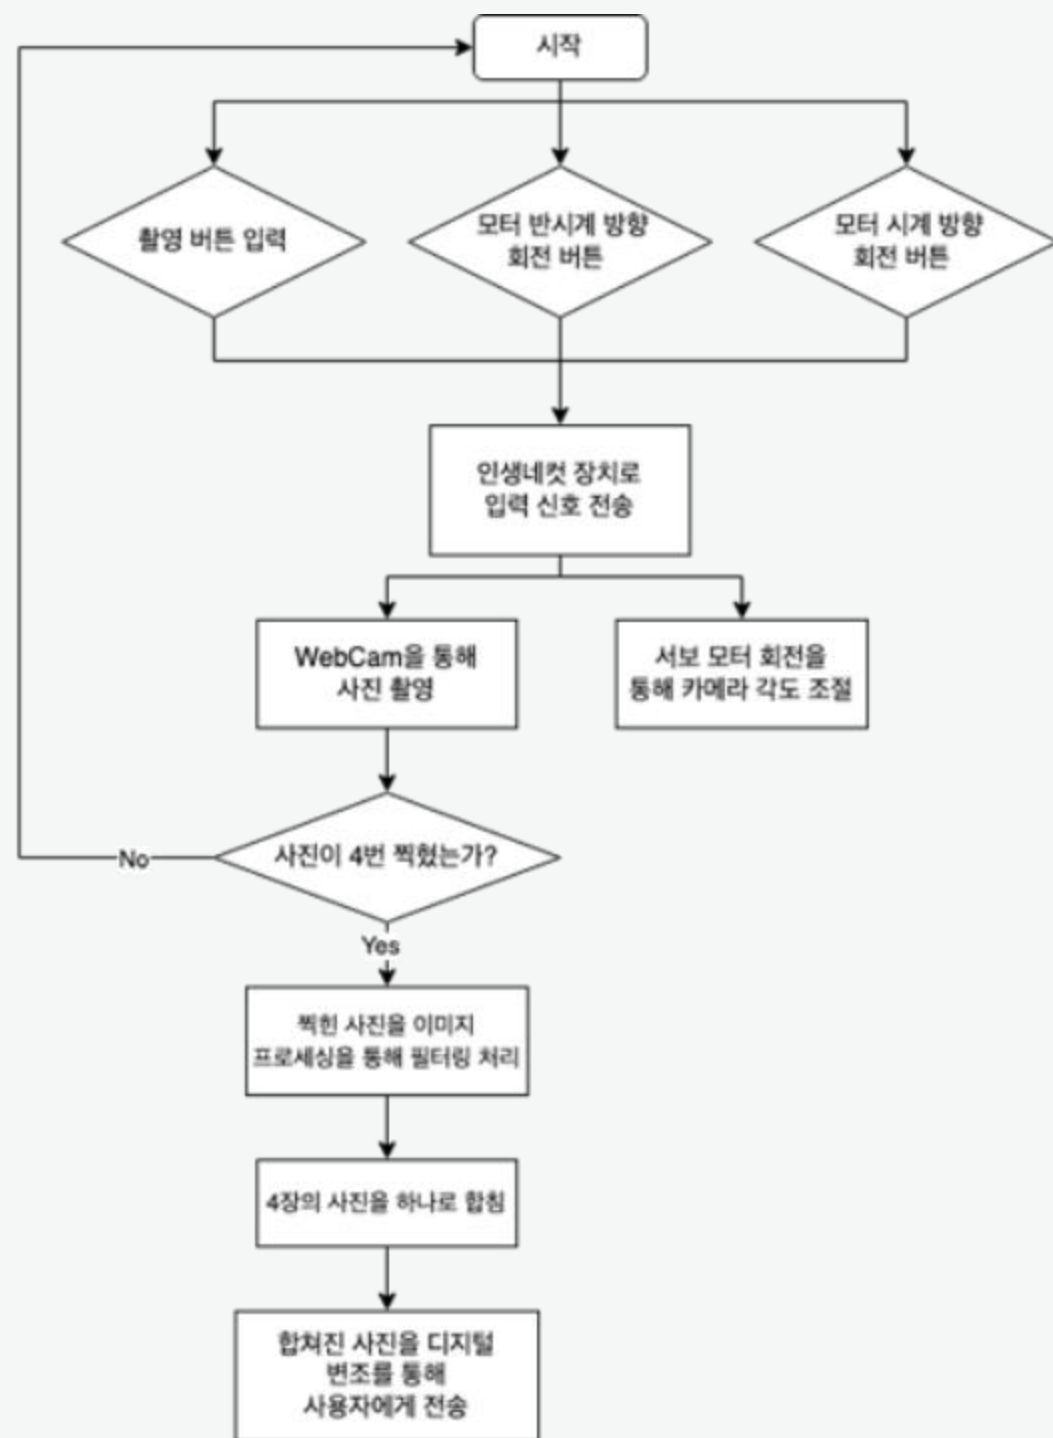 시작
촬영 버튼 입력
모터 반시계 방향
회전 버튼
모터 시계 방향
회전 버튼
인생네컷 장치로
입력 신호 전송
WebCam을 통해
사진 촬영
서보 모터 회전을
통해 카메라 각도 조절
사진이 4번 찍혔는가?
No
Yes
찍힌 사진을 이미지
프로세싱을 통해 필터링 처리
4장의 사진을 하나로 합침
합쳐진 사진을 디지털
변조를 통해
사용자에게 전송